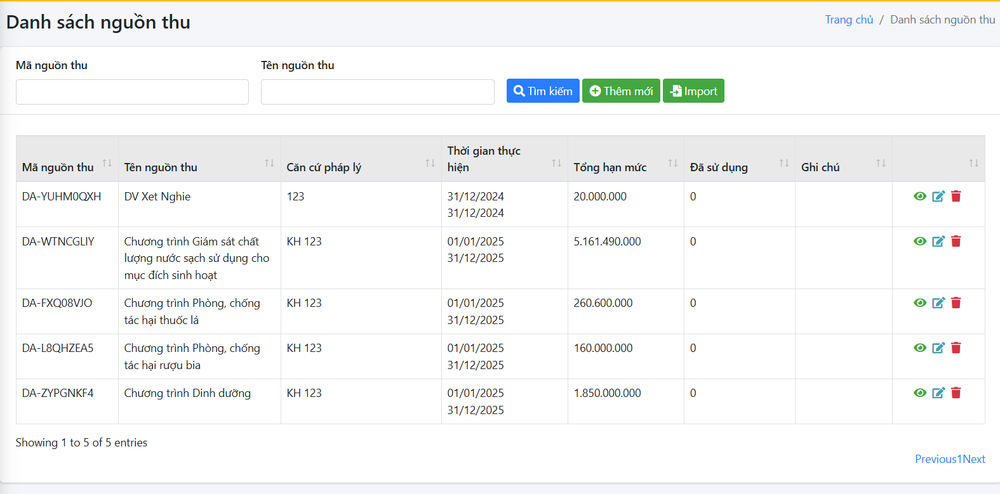 Danh sách nguồn thu
Trang chủ / Danh sách nguồn thu
Mã nguồn thu
Tên nguồn thu
Tìm kiếm
Thêm mới
Import
Mã nguồn thu
Tên nguồn thu
Căn cứ pháp lý
Thời gian thực
hiện
Tổng hạn mức
Đã sử dụng
Ghi chú
DA-YUHM0QXH
DV Xet Nghie
123
31/12/2024
31/12/2024
20.000.000
0
DA-WTNCGLIY
Chương trình Giám sát chất
lượng nước sạch sử dụng cho
mục đích sinh hoạt
KH 123
01/01/2025
31/12/2025
5.161.490.000
0
DA-FXQ08VJO
Chương trình Phòng, chống
tác hại thuốc lá
KH 123
01/01/2025
31/12/2025
260.600.000
0
DA-L8QHZEA5
Chương trình Phòng, chống
tác hại rượu bia
KH 123
01/01/2025
31/12/2025
160.000.000
0
DA-ZYPGNKF4
Chương trình Dinh dưỡng
KH 123
01/01/2025
31/12/2025
1.850.000.000
0
Showing 1 to 5 of 5 entries
Previous1Next